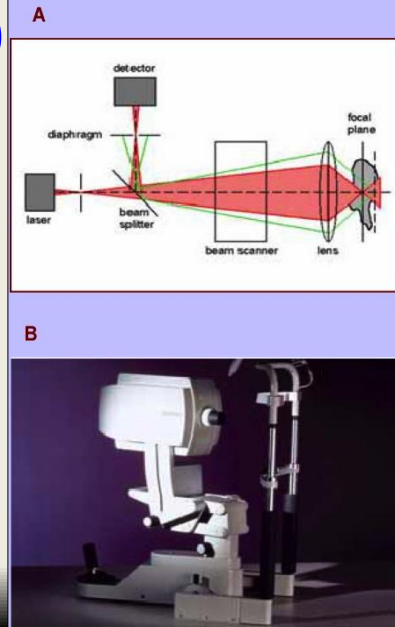 A
detector
diaphragm
focal
plane
laser
beam
splitter
beam scanner
lens
B